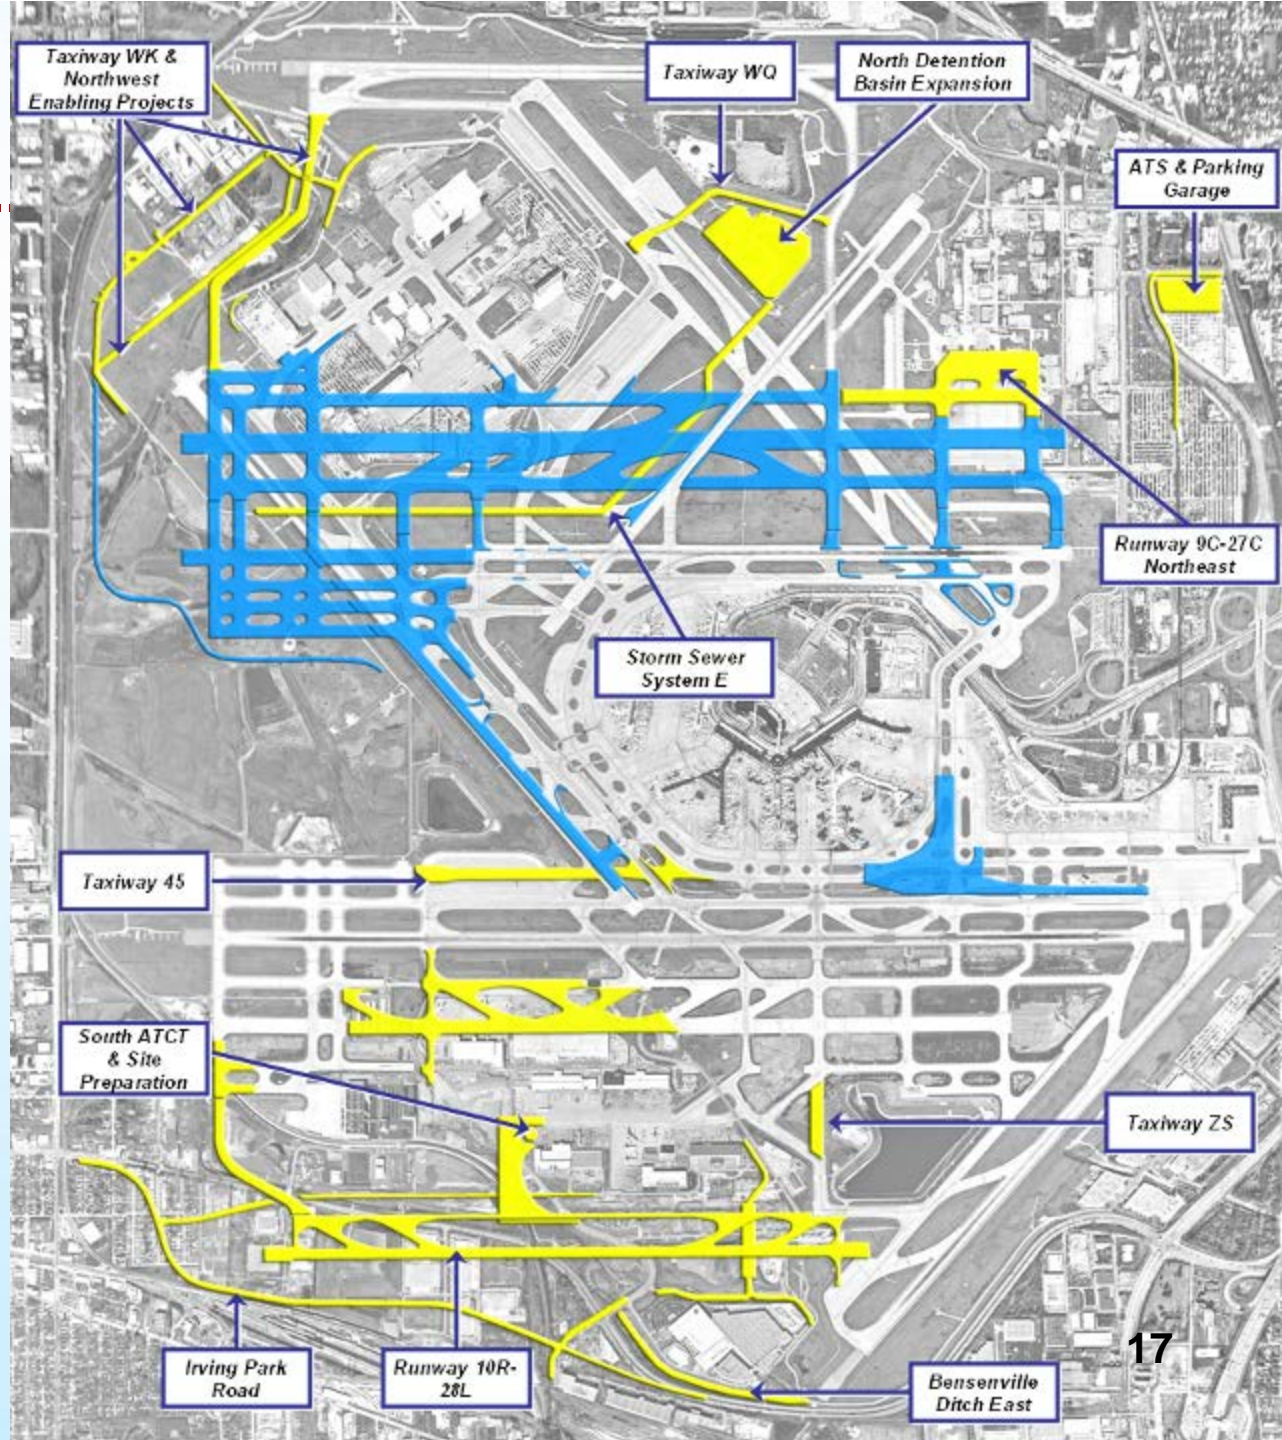 Taxiway WK &
Northwest
Enabling Projects
Taxiway WQ
North Detention
Basin Expansion
ATS & Parking
Garage
Runway 9C-27C
Northeast
Storm Sewer
System E
Taxiway 45
South ATCT
& Site
Preparation
Taxiway ZS
Irving Park
Road
Runway 10R-
28L
Bensenville
Ditch East
17